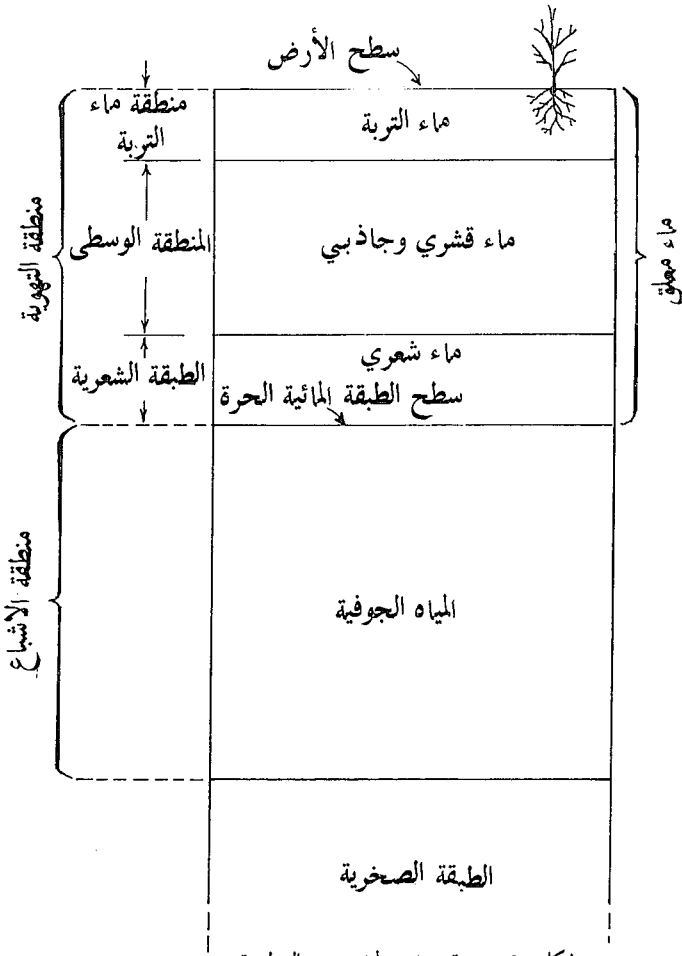 سطح الأرض
منطقة ماء
التربة
ماء التربة
منطقة التهوية
المنطقة الوسطى
ماء قشري وجاذبي
ماء معلق
ماء شعري
الطبقة الشعرية
سطح الطبقة المائية الحرة
منطقة الاشباع
المياه الجوفية
الطبقة الصخرية